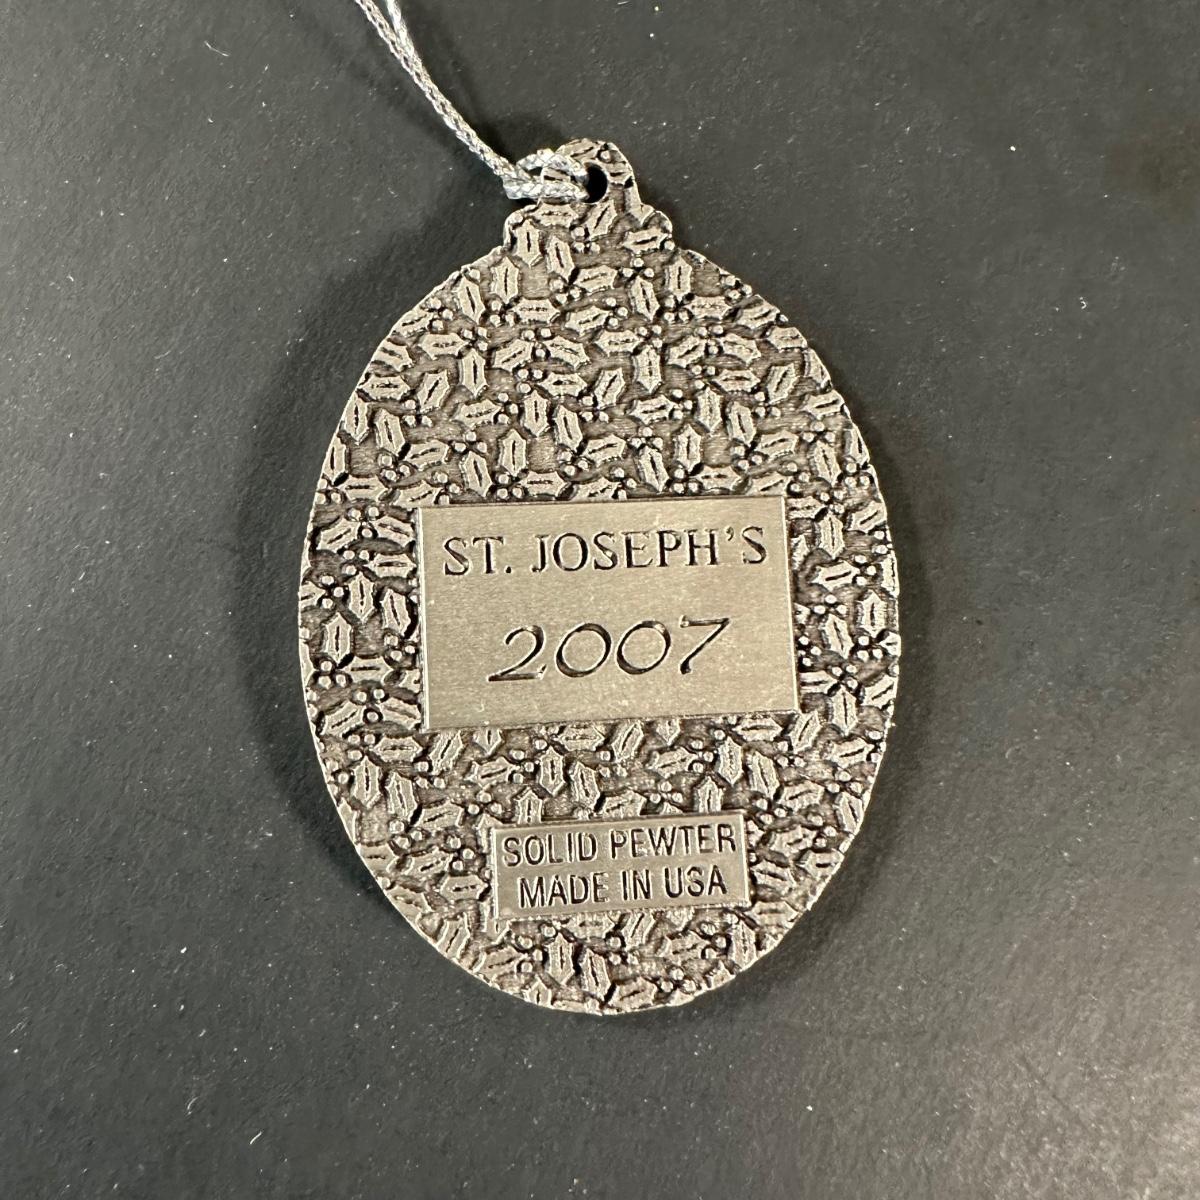 ST. JOSEPH'S
2007
SOLID PEWTER
MADE IN USA